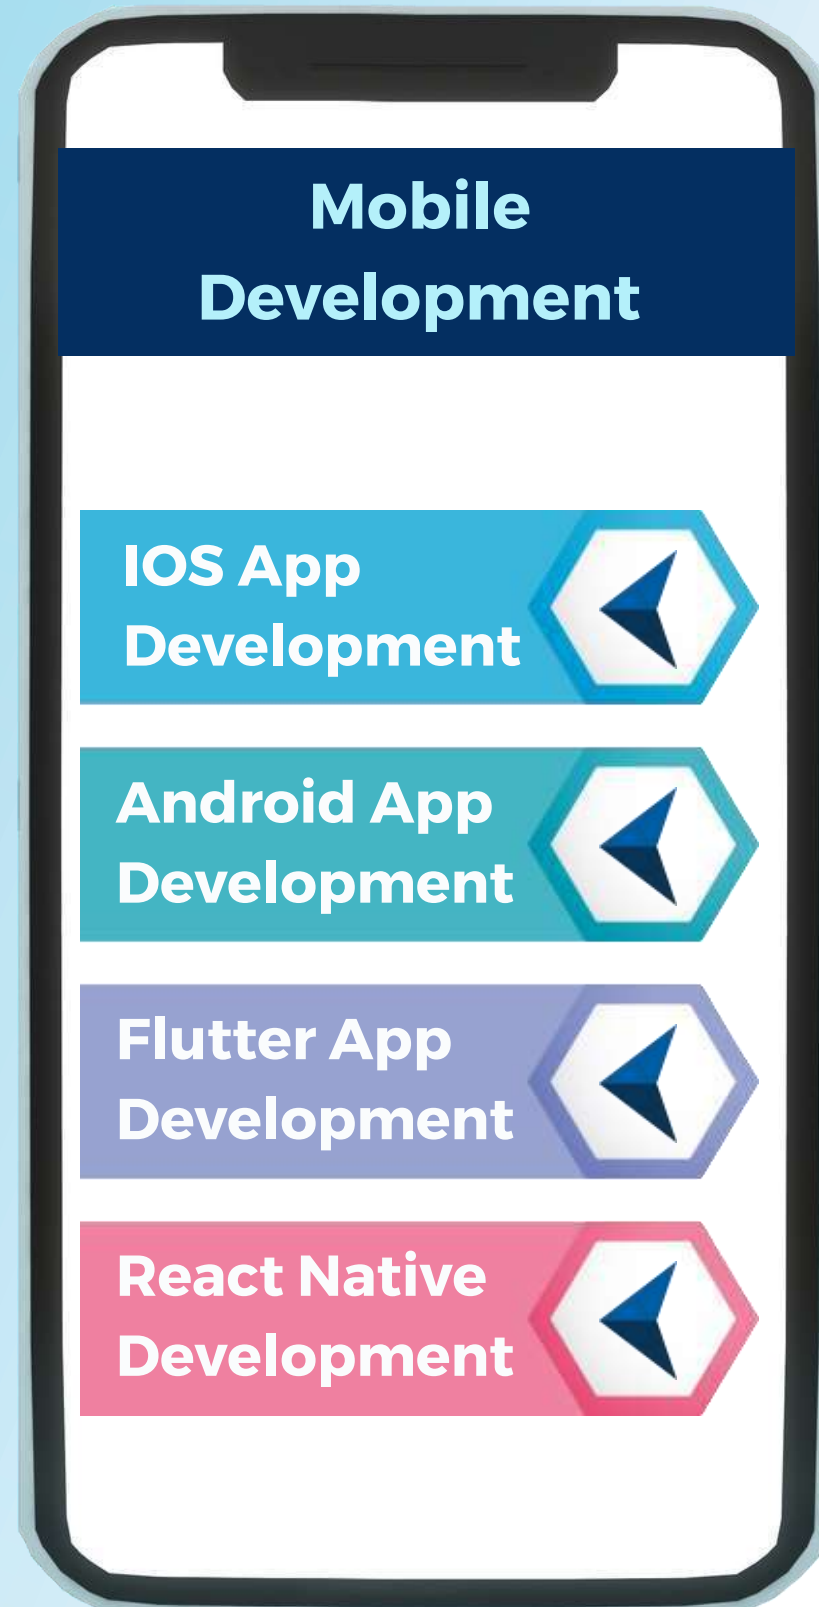 Mobile
Development
IOS App
Development
Android App
Development
Flutter App
Development
React Native
Development